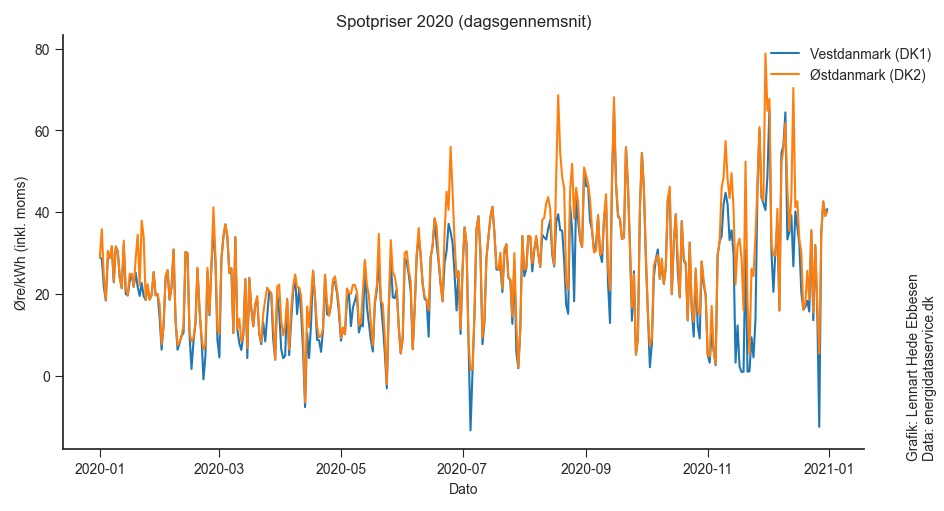 Spotpriser 2020 (dagsgennemsnit)
Vestdanmark (DK1)
Østdanmark (DK2)
Øre/kWh (inkl. moms)
80
60
40
20
0
2020-01
2020-03
2020-05
2020-07
2020-09
2020-11
2021-01
Dato
Grafik: Lennart Hede Ebbesen
Data: energidataservice.dk